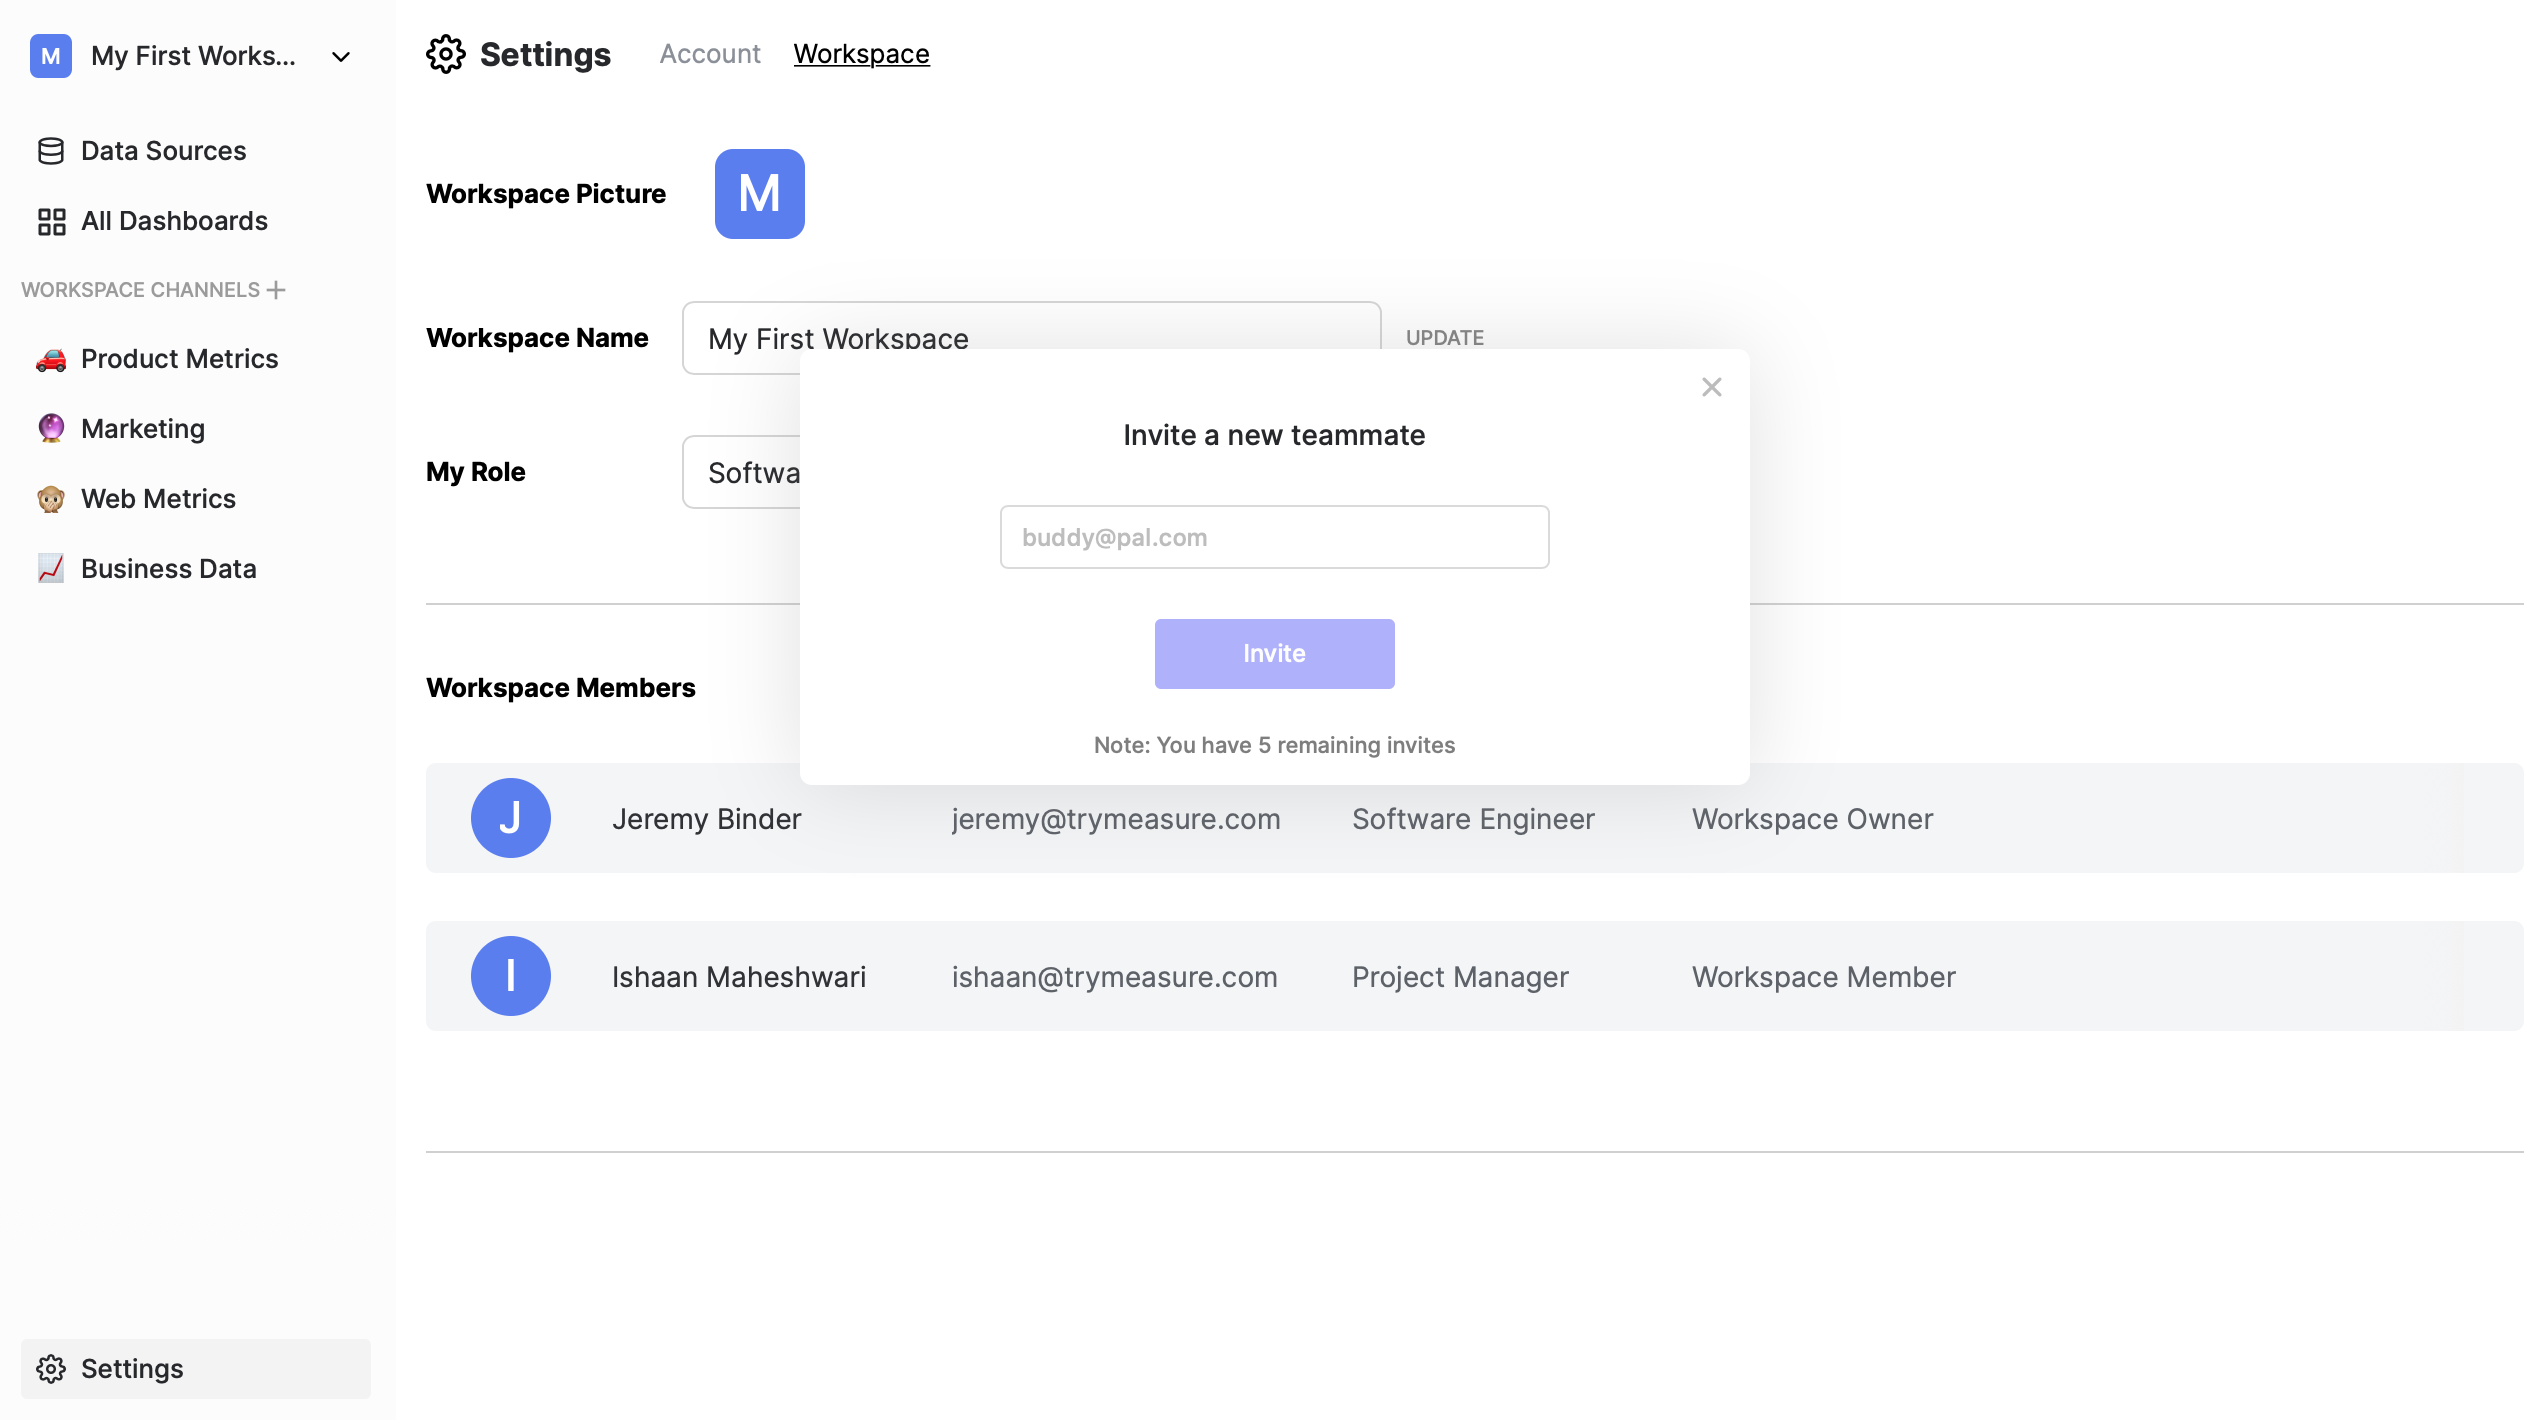 M My First Works...
Data Sources
All Dashboards
WORKSPACE CHANNELS
Product Metrics
Marketing
Web Metrics
Business Data
Settings
Settings Account Workspace
Workspace Picture M
Workspace Name My First Workspace UPDATE
My Role Softwa
Invite a new teammate
buddy@pal.com
Invite
Note: You have 5 remaining invites
Workspace Members
J Jeremy Binder jeremy@trymeasure.com Software Engineer Workspace Owner
I Ishaan Maheshwari ishaan@trymeasure.com Project Manager Workspace Member